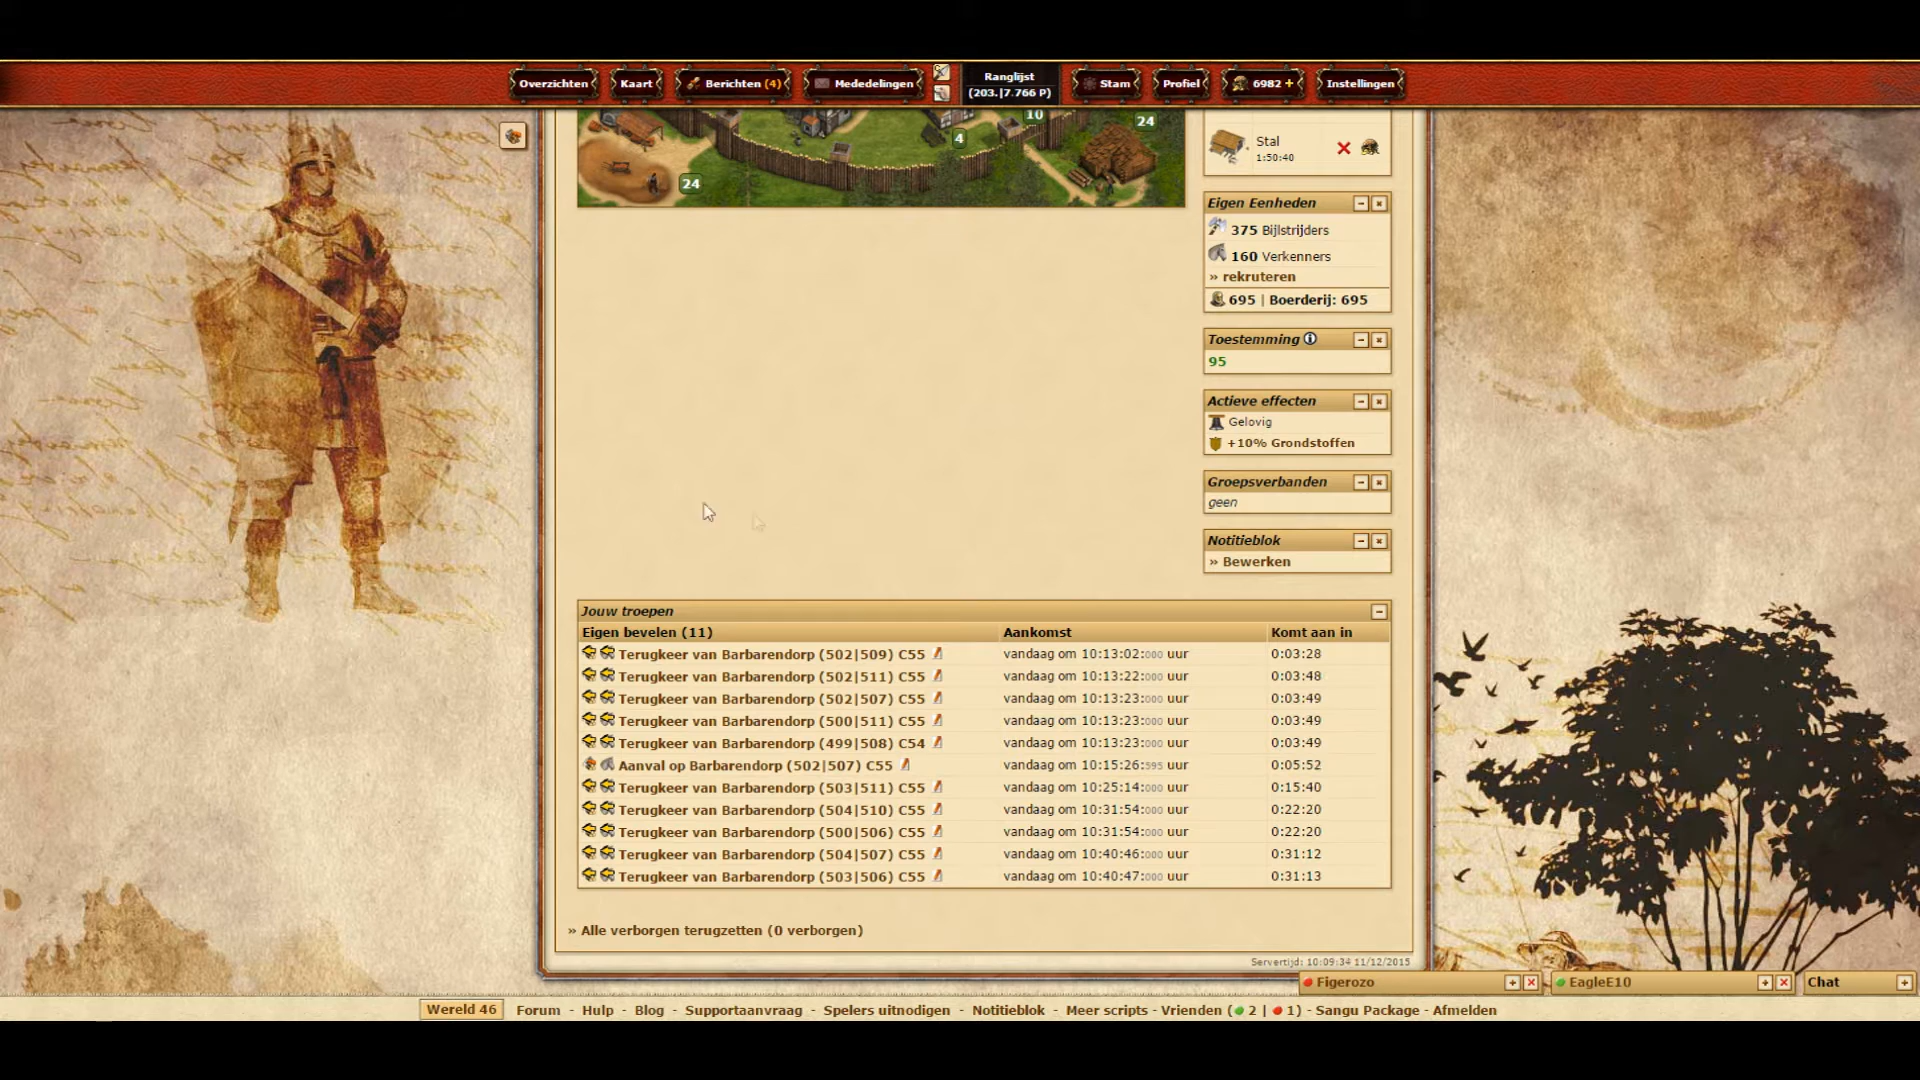 Overzichten
Kaart
Berichten (4)
Mededelingen
Ranglijst
(203.|7.766 P)
Stam
Profiel
6982 +
Instellingen
24
4
10
24
Stal
1:50:40
Eigen Eenheden
375 Bijlstrijders
160 Verkenners
» rekruteren
695 | Boerderij: 695
Toestemming
95
Actieve effecten
Gelovig
+10% Grondstoffen
Groepsverbanden
geen
Notitieblok
» Bewerken
Jouw troepen
Eigen bevelen (11) Aankomst Komt aan in
Terugkeer van Barbarendorp (502|509) C55 vandaag om 10:13:02:000 uur 0:03:28
Terugkeer van Barbarendorp (502|511) C55 vandaag om 10:13:22:000 uur 0:03:48
Terugkeer van Barbarendorp (502|507) C55 vandaag om 10:13:23:000 uur 0:03:49
Terugkeer van Barbarendorp (500|511) C55 vandaag om 10:13:23:000 uur 0:03:49
Terugkeer van Barbarendorp (499|508) C54 vandaag om 10:13:23:000 uur 0:03:49
Aanval op Barbarendorp (502|507) C55 vandaag om 10:15:26:595 uur 0:05:52
Terugkeer van Barbarendorp (503|511) C55 vandaag om 10:25:14:000 uur 0:15:40
Terugkeer van Barbarendorp (504|510) C55 vandaag om 10:31:54:000 uur 0:22:20
Terugkeer van Barbarendorp (500|506) C55 vandaag om 10:31:54:000 uur 0:22:20
Terugkeer van Barbarendorp (504|507) C55 vandaag om 10:40:46:000 uur 0:31:12
Terugkeer van Barbarendorp (503|506) C55 vandaag om 10:40:47:000 uur 0:31:13
» Alle verborgen terugzetten (0 verborgen)
Servertijd: 10:09:34 11/12/2015
Figerozo
EagleE10
Chat
Wereld 46 Forum - Hulp - Blog - Supportaanvraag - Spelers uitnodigen - Notitieblok - Meer scripts - Vrienden (2 | 1) - Sangu Package - Afmelden